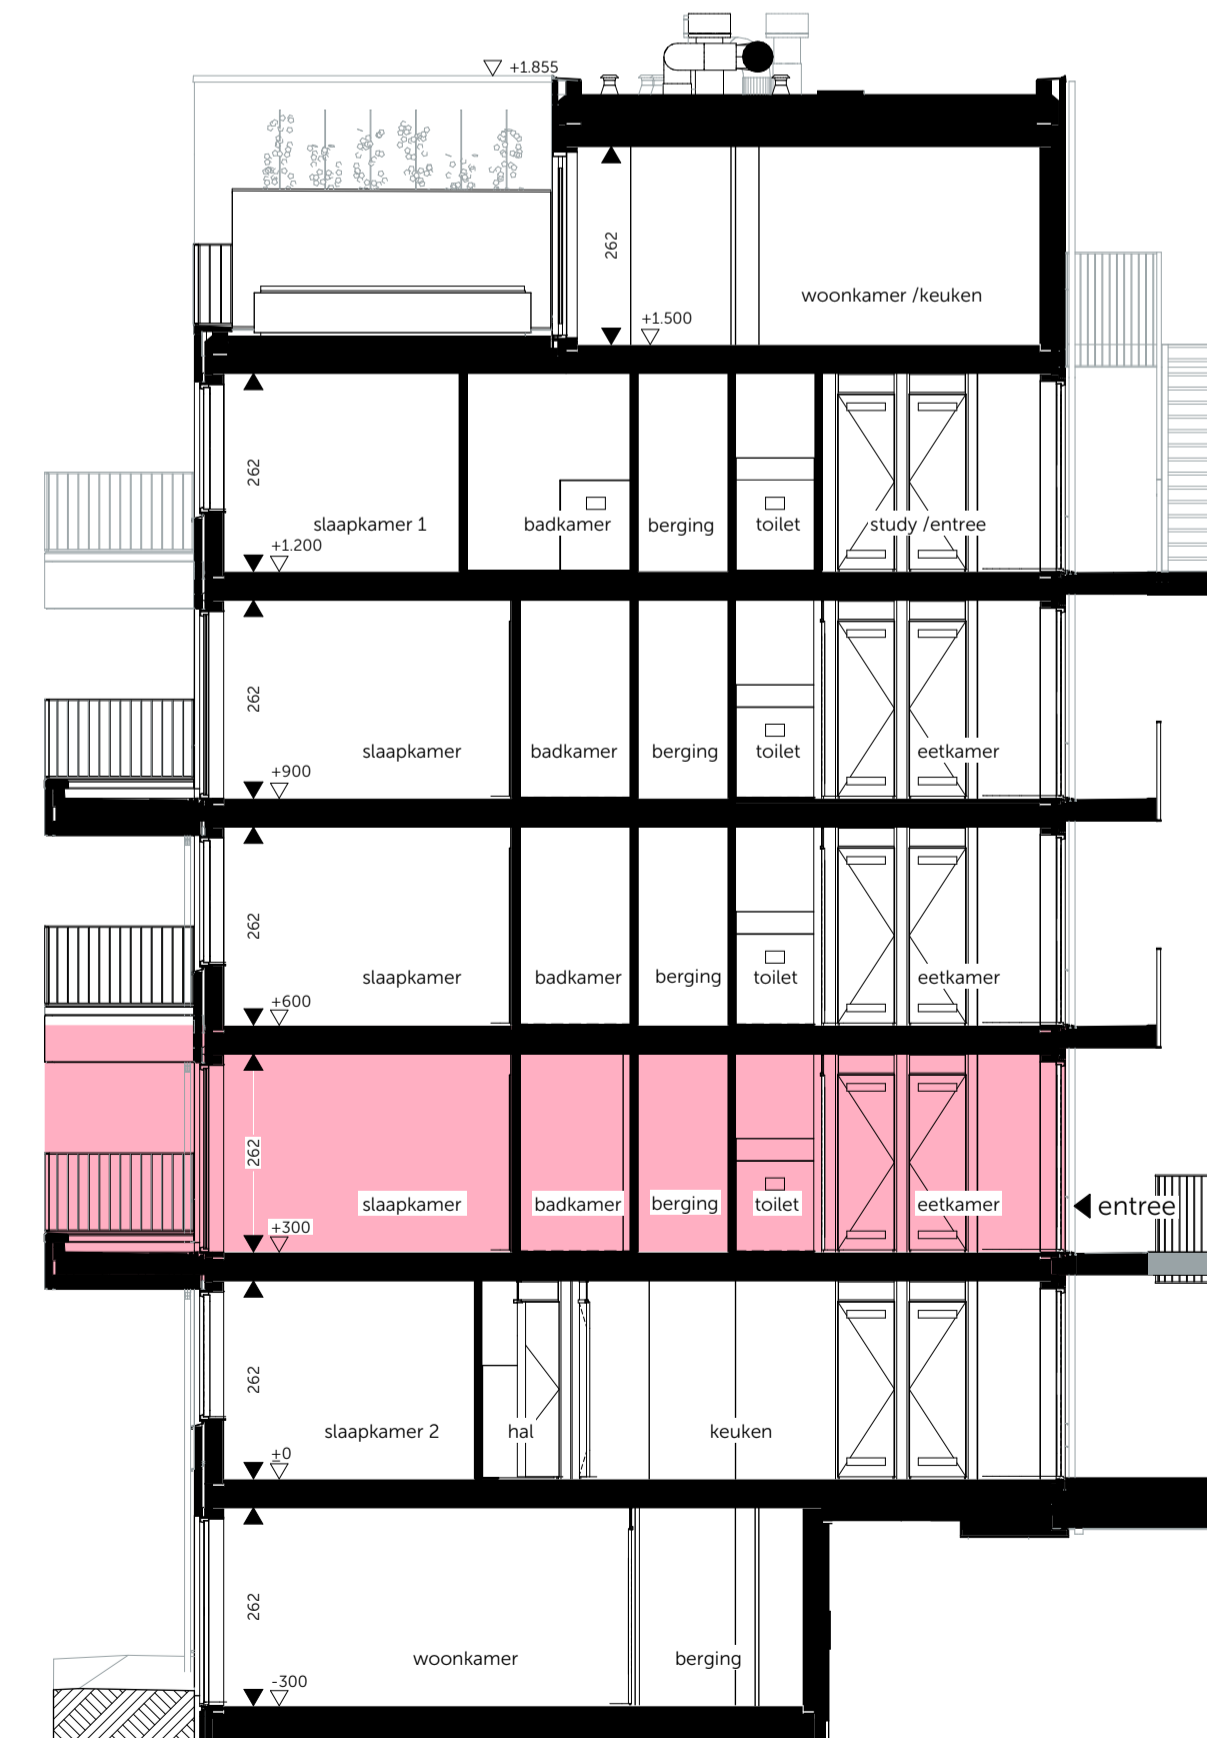 +1.855
262
woonkamer /keuken
+1.500
262
slaapkamer 1
badkamer
berging
toilet
study /entree
+1.200
262
slaapkamer
badkamer
berging
toilet
eetkamer
+900
262
slaapkamer
badkamer
berging
toilet
eetkamer
+600
262
slaapkamer
badkamer
berging
toilet
eetkamer
entree
+300
262
slaapkamer 2
hal
keuken
±0
262
woonkamer
berging
-300